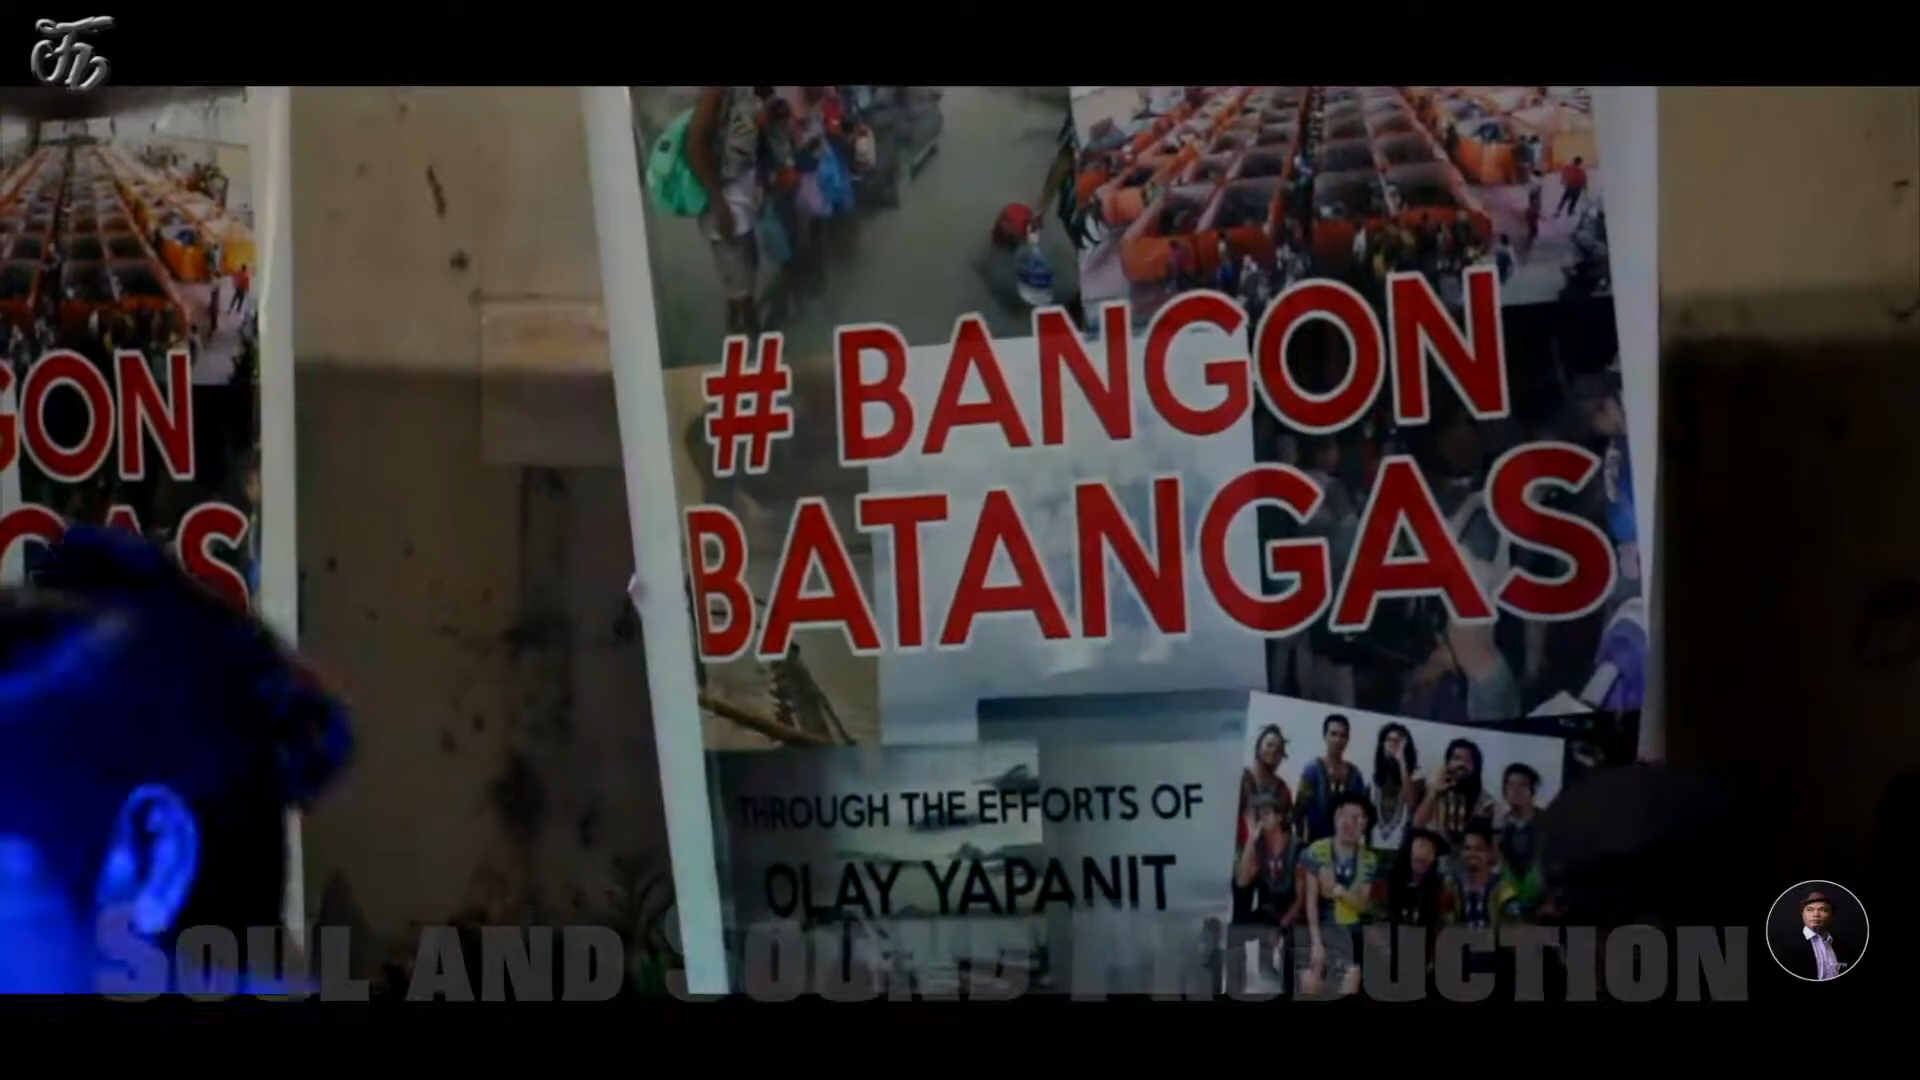 GON
GAS
# BANGON
BATANGAS
THROUGH THE EFFORTS OF
OLAY YAPANIT
SOUL AND SOUND PRODUCTION